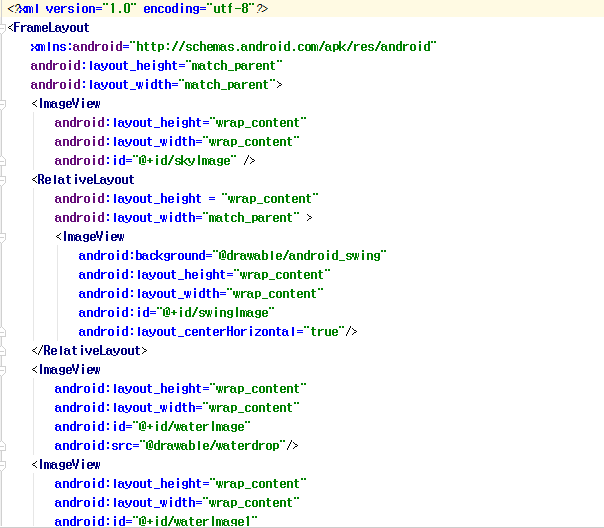 <?xml version="1.0" encoding="utf-8"?>
<FrameLayout
xmlns:android="http://schemas.android.com/apk/res/android"
android:layout_height="match_parent"
android:layout_width="match_parent">
<ImageView
android:layout_height="wrap_content"
android:layout_width="wrap_content"
android:id="@+id/skyImage" />
<RelativeLayout
android:layout_height = "wrap_content"
android:layout_width="match_parent" >
<ImageView
android:background="@drawable/android_swing"
android:layout_height="wrap_content"
android:layout_width="wrap_content"
android:id="@+id/swingImage"
android:layout_centerHorizontal="true"/>
</RelativeLayout>
<ImageView
android:layout_height="wrap_content"
android:layout_width="wrap_content"
android:id="@+id/waterImage"
android:src="@drawable/waterdrop"/>
<ImageView
android:layout_height="wrap_content"
android:layout_width="wrap_content"
android:id="@+id/waterImage1"